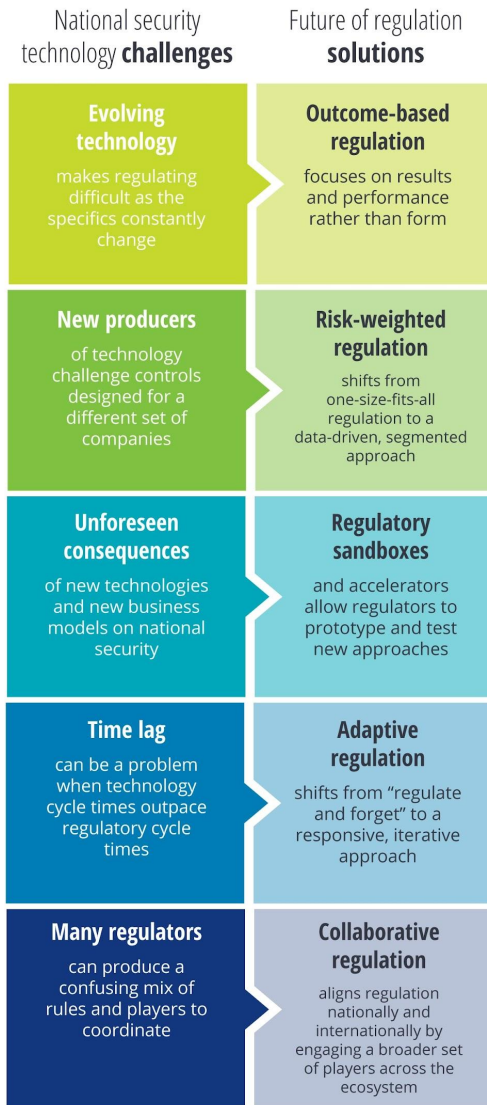 National security
technology challenges
Future of regulation
solutions
Evolving
technology
makes regulating
difficult as the
specifics constantly
change
Outcome-based
regulation
focuses on results
and performance
rather than form
New producers
of technology
challenge controls
designed for a
different set of
companies
Risk-weighted
regulation
shifts from
one-size-fits-all
regulation to a
data-driven, segmented
approach
Unforeseen
consequences
of new technologies
and new business
models on national
security
Regulatory
sandboxes
and accelerators
allow regulators to
prototype and test
new approaches
Time lag
can be a problem
when technology
cycle times outpace
regulatory cycle
times
Adaptive
regulation
shifts from “regulate
and forget” to a
responsive, iterative
approach
Many regulators
can produce a
confusing mix of
rules and players to
coordinate
Collaborative
regulation
aligns regulation
nationally and
internationally by
engaging a broader set
of players across the
ecosystem